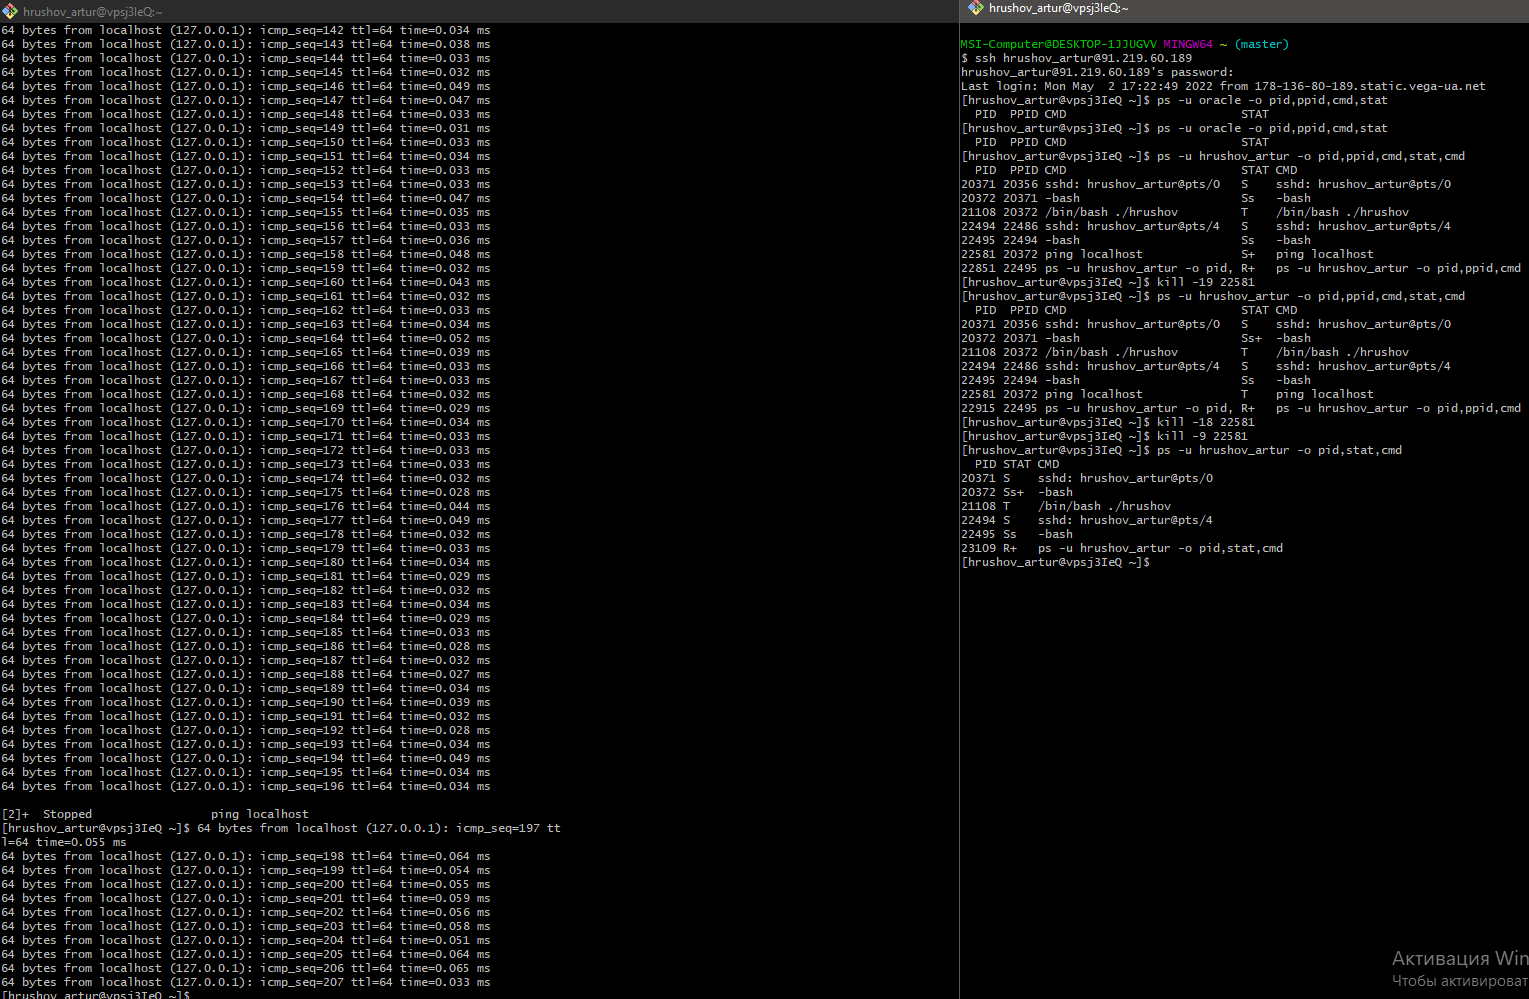 hrushov_artur@vpsj3IeQ:~
64 bytes from localhost (127.0.0.1): icmp_seq=142 ttl=64 time=0.034 ms
64 bytes from localhost (127.0.0.1): icmp_seq=143 ttl=64 time=0.038 ms
64 bytes from localhost (127.0.0.1): icmp_seq=144 ttl=64 time=0.033 ms
64 bytes from localhost (127.0.0.1): icmp_seq=145 ttl=64 time=0.032 ms
64 bytes from localhost (127.0.0.1): icmp_seq=146 ttl=64 time=0.049 ms
64 bytes from localhost (127.0.0.1): icmp_seq=147 ttl=64 time=0.047 ms
64 bytes from localhost (127.0.0.1): icmp_seq=148 ttl=64 time=0.033 ms
64 bytes from localhost (127.0.0.1): icmp_seq=149 ttl=64 time=0.031 ms
64 bytes from localhost (127.0.0.1): icmp_seq=150 ttl=64 time=0.033 ms
64 bytes from localhost (127.0.0.1): icmp_seq=151 ttl=64 time=0.034 ms
64 bytes from localhost (127.0.0.1): icmp_seq=152 ttl=64 time=0.033 ms
64 bytes from localhost (127.0.0.1): icmp_seq=153 ttl=64 time=0.033 ms
64 bytes from localhost (127.0.0.1): icmp_seq=154 ttl=64 time=0.047 ms
64 bytes from localhost (127.0.0.1): icmp_seq=155 ttl=64 time=0.035 ms
64 bytes from localhost (127.0.0.1): icmp_seq=156 ttl=64 time=0.033 ms
64 bytes from localhost (127.0.0.1): icmp_seq=157 ttl=64 time=0.036 ms
64 bytes from localhost (127.0.0.1): icmp_seq=158 ttl=64 time=0.048 ms
64 bytes from localhost (127.0.0.1): icmp_seq=159 ttl=64 time=0.032 ms
64 bytes from localhost (127.0.0.1): icmp_seq=160 ttl=64 time=0.043 ms
64 bytes from localhost (127.0.0.1): icmp_seq=161 ttl=64 time=0.032 ms
64 bytes from localhost (127.0.0.1): icmp_seq=162 ttl=64 time=0.033 ms
64 bytes from localhost (127.0.0.1): icmp_seq=163 ttl=64 time=0.034 ms
64 bytes from localhost (127.0.0.1): icmp_seq=164 ttl=64 time=0.052 ms
64 bytes from localhost (127.0.0.1): icmp_seq=165 ttl=64 time=0.039 ms
64 bytes from localhost (127.0.0.1): icmp_seq=166 ttl=64 time=0.033 ms
64 bytes from localhost (127.0.0.1): icmp_seq=167 ttl=64 time=0.033 ms
64 bytes from localhost (127.0.0.1): icmp_seq=168 ttl=64 time=0.032 ms
64 bytes from localhost (127.0.0.1): icmp_seq=169 ttl=64 time=0.029 ms
64 bytes from localhost (127.0.0.1): icmp_seq=170 ttl=64 time=0.034 ms
64 bytes from localhost (127.0.0.1): icmp_seq=171 ttl=64 time=0.033 ms
64 bytes from localhost (127.0.0.1): icmp_seq=172 ttl=64 time=0.033 ms
64 bytes from localhost (127.0.0.1): icmp_seq=173 ttl=64 time=0.033 ms
64 bytes from localhost (127.0.0.1): icmp_seq=174 ttl=64 time=0.032 ms
64 bytes from localhost (127.0.0.1): icmp_seq=175 ttl=64 time=0.028 ms
64 bytes from localhost (127.0.0.1): icmp_seq=176 ttl=64 time=0.044 ms
64 bytes from localhost (127.0.0.1): icmp_seq=177 ttl=64 time=0.049 ms
64 bytes from localhost (127.0.0.1): icmp_seq=178 ttl=64 time=0.032 ms
64 bytes from localhost (127.0.0.1): icmp_seq=179 ttl=64 time=0.033 ms
64 bytes from localhost (127.0.0.1): icmp_seq=180 ttl=64 time=0.034 ms
64 bytes from localhost (127.0.0.1): icmp_seq=181 ttl=64 time=0.029 ms
64 bytes from localhost (127.0.0.1): icmp_seq=182 ttl=64 time=0.032 ms
64 bytes from localhost (127.0.0.1): icmp_seq=183 ttl=64 time=0.034 ms
64 bytes from localhost (127.0.0.1): icmp_seq=184 ttl=64 time=0.029 ms
64 bytes from localhost (127.0.0.1): icmp_seq=185 ttl=64 time=0.033 ms
64 bytes from localhost (127.0.0.1): icmp_seq=186 ttl=64 time=0.028 ms
64 bytes from localhost (127.0.0.1): icmp_seq=187 ttl=64 time=0.032 ms
64 bytes from localhost (127.0.0.1): icmp_seq=188 ttl=64 time=0.027 ms
64 bytes from localhost (127.0.0.1): icmp_seq=189 ttl=64 time=0.034 ms
64 bytes from localhost (127.0.0.1): icmp_seq=190 ttl=64 time=0.039 ms
64 bytes from localhost (127.0.0.1): icmp_seq=191 ttl=64 time=0.032 ms
64 bytes from localhost (127.0.0.1): icmp_seq=192 ttl=64 time=0.028 ms
64 bytes from localhost (127.0.0.1): icmp_seq=193 ttl=64 time=0.034 ms
64 bytes from localhost (127.0.0.1): icmp_seq=194 ttl=64 time=0.049 ms
64 bytes from localhost (127.0.0.1): icmp_seq=195 ttl=64 time=0.034 ms
64 bytes from localhost (127.0.0.1): icmp_seq=196 ttl=64 time=0.034 ms
[2]+  Stopped                 ping localhost
[hrushov_artur@vpsj3IeQ ~]$ 64 bytes from localhost (127.0.0.1): icmp_seq=197 tt
l=64 time=0.055 ms
64 bytes from localhost (127.0.0.1): icmp_seq=198 ttl=64 time=0.064 ms
64 bytes from localhost (127.0.0.1): icmp_seq=199 ttl=64 time=0.054 ms
64 bytes from localhost (127.0.0.1): icmp_seq=200 ttl=64 time=0.055 ms
64 bytes from localhost (127.0.0.1): icmp_seq=201 ttl=64 time=0.059 ms
64 bytes from localhost (127.0.0.1): icmp_seq=202 ttl=64 time=0.056 ms
64 bytes from localhost (127.0.0.1): icmp_seq=203 ttl=64 time=0.058 ms
64 bytes from localhost (127.0.0.1): icmp_seq=204 ttl=64 time=0.051 ms
64 bytes from localhost (127.0.0.1): icmp_seq=205 ttl=64 time=0.064 ms
64 bytes from localhost (127.0.0.1): icmp_seq=206 ttl=64 time=0.065 ms
64 bytes from localhost (127.0.0.1): icmp_seq=207 ttl=64 time=0.033 ms
[hrushov_artur@vpsj3IeQ ~]$
hrushov_artur@vpsj3IeQ:~
MSI-Computer@DESKTOP-1JJUGVV MINGW64 ~ (master)
$ ssh hrushov_artur@91.219.60.189
hrushov_artur@91.219.60.189's password:
Last login: Mon May  2 17:22:49 2022 from 178-136-80-189.static.vega-ua.net
[hrushov_artur@vpsj3IeQ ~]$ ps -u oracle -o pid,ppid,cmd,stat
  PID  PPID CMD                         STAT
[hrushov_artur@vpsj3IeQ ~]$ ps -u oracle -o pid,ppid,cmd,stat
  PID  PPID CMD                         STAT
[hrushov_artur@vpsj3IeQ ~]$ ps -u hrushov_artur -o pid,ppid,cmd,stat,cmd
  PID  PPID CMD                         STAT CMD
20371 20356 sshd: hrushov_artur@pts/0   S    sshd: hrushov_artur@pts/0
20372 20371 -bash                       Ss   -bash
21108 20372 /bin/bash ./hrushov         T    /bin/bash ./hrushov
22494 22486 sshd: hrushov_artur@pts/4   S    sshd: hrushov_artur@pts/4
22495 22494 -bash                       Ss   -bash
22581 20372 ping localhost              S+   ping localhost
22851 22495 ps -u hrushov_artur -o pid, R+   ps -u hrushov_artur -o pid,ppid,cmd
[hrushov_artur@vpsj3IeQ ~]$ kill -19 22581
[hrushov_artur@vpsj3IeQ ~]$ ps -u hrushov_artur -o pid,ppid,cmd,stat,cmd
  PID  PPID CMD                         STAT CMD
20371 20356 sshd: hrushov_artur@pts/0   S    sshd: hrushov_artur@pts/0
20372 20371 -bash                       Ss+  -bash
21108 20372 /bin/bash ./hrushov         T    /bin/bash ./hrushov
22494 22486 sshd: hrushov_artur@pts/4   S    sshd: hrushov_artur@pts/4
22495 22494 -bash                       Ss   -bash
22581 20372 ping localhost              T    ping localhost
22915 22495 ps -u hrushov_artur -o pid, R+   ps -u hrushov_artur -o pid,ppid,cmd
[hrushov_artur@vpsj3IeQ ~]$ kill -18 22581
[hrushov_artur@vpsj3IeQ ~]$ kill -9 22581
[hrushov_artur@vpsj3IeQ ~]$ ps -u hrushov_artur -o pid,stat,cmd
  PID STAT CMD
20371 S    sshd: hrushov_artur@pts/0
20372 Ss+  -bash
21108 T    /bin/bash ./hrushov
22494 S    sshd: hrushov_artur@pts/4
22495 Ss   -bash
23109 R+   ps -u hrushov_artur -o pid,stat,cmd
[hrushov_artur@vpsj3IeQ ~]$
Активация Win
Чтобы активироват